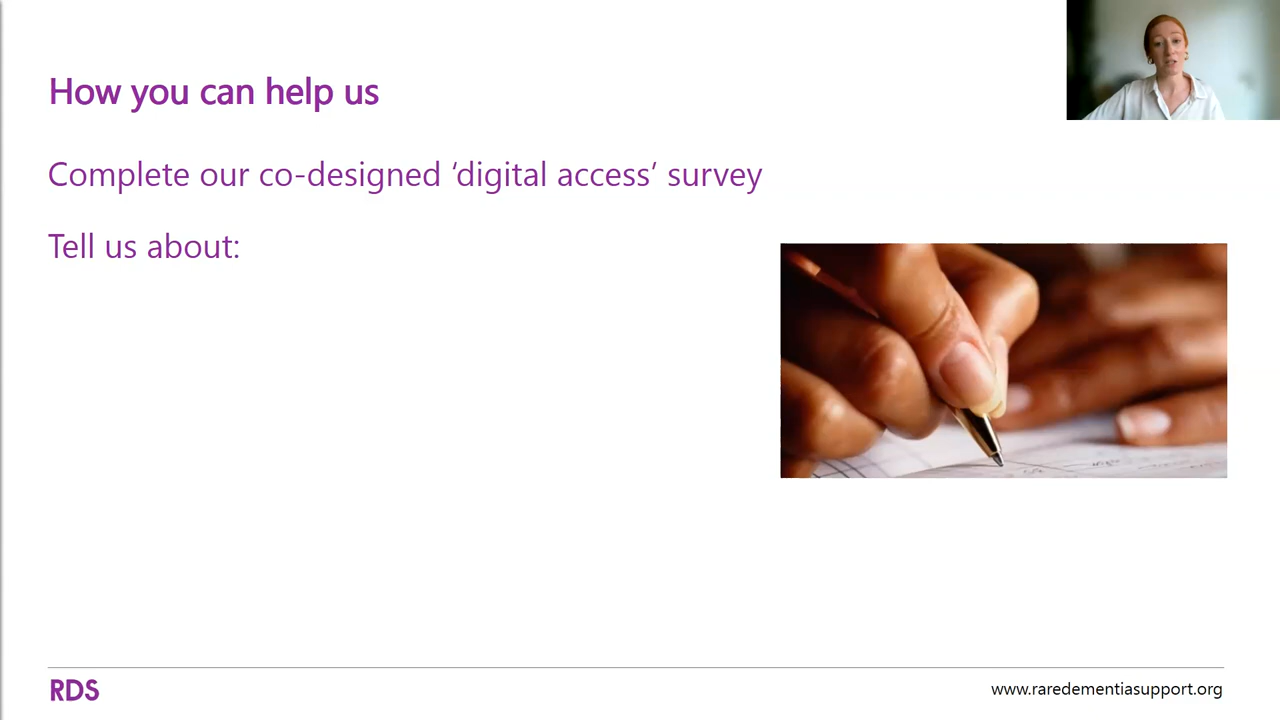 How you can help us
Complete our co-designed ‘digital access’ survey
Tell us about:
RDS
www.raredementiasupport.org